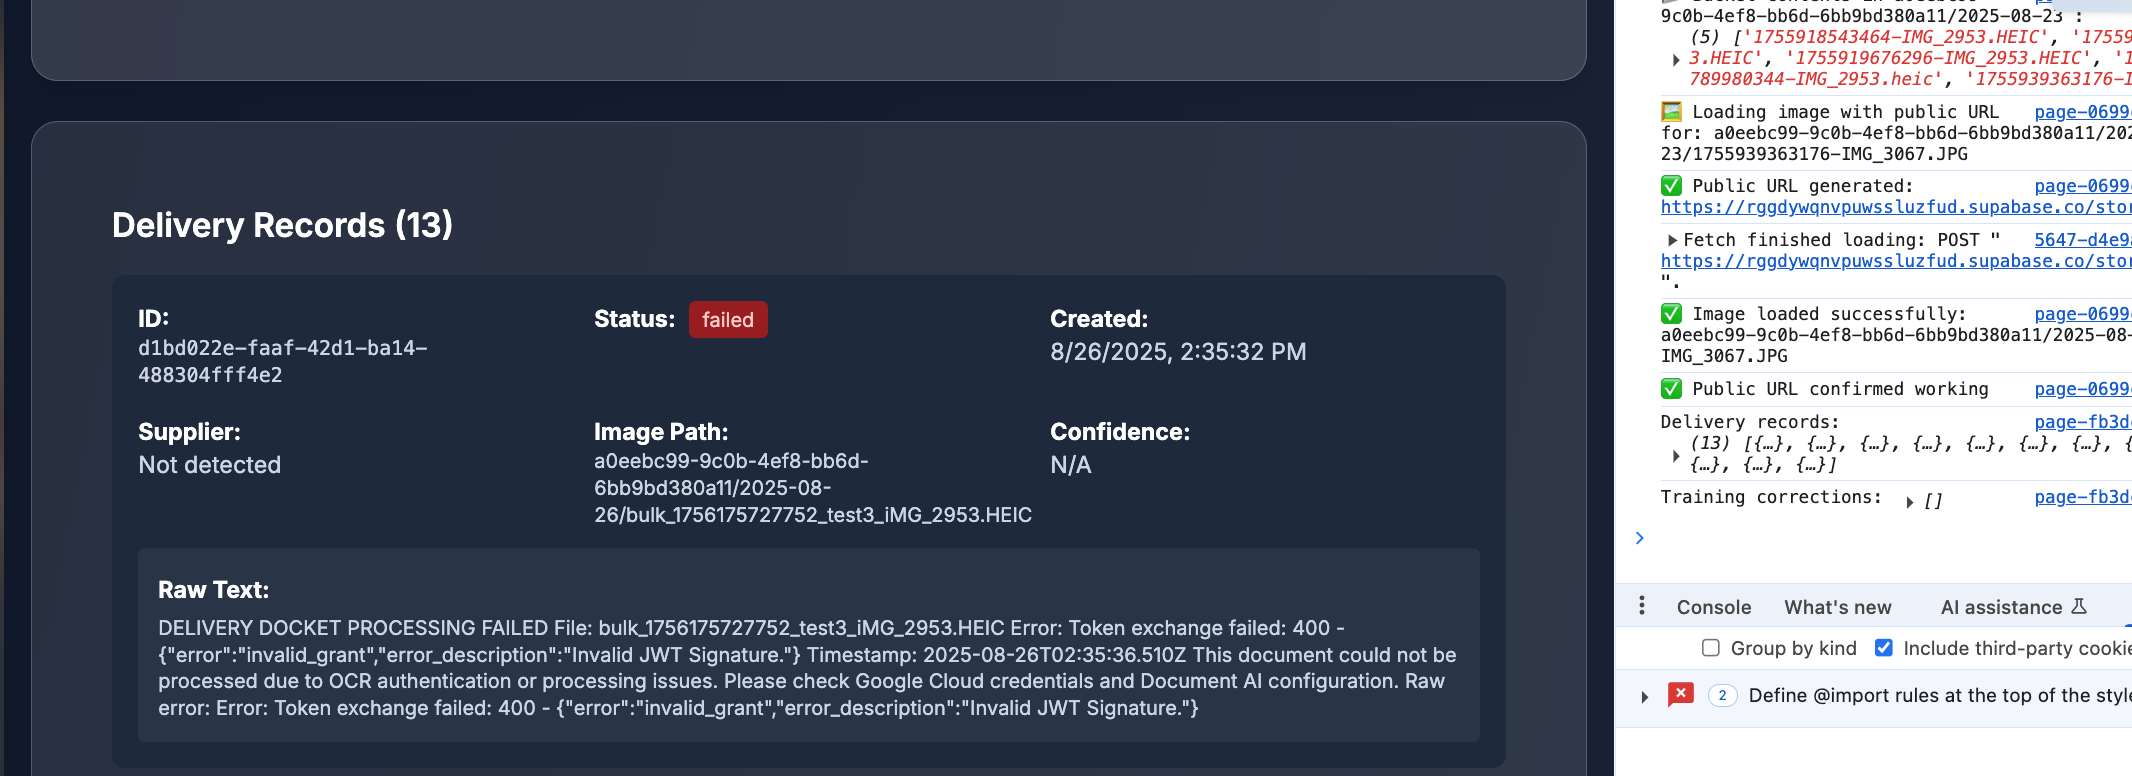 Delivery Records (13)
ID:
d1bd022e-faaf-42d1-ba14-
488304fff4e2
Status: failed
Created:
8/26/2025, 2:35:32 PM
Supplier:
Not detected
Image Path:
a0eebc99-9c0b-4ef8-bb6d-
6bb9bd380a11/2025-08-
26/bulk_1756175727752_test3_iMG_2953.HEIC
Confidence:
N/A
Raw Text:
DELIVERY DOCKET PROCESSING FAILED File: bulk_1756175727752_test3_iMG_2953.HEIC Error: Token exchange failed: 400 -
{"error":"invalid_grant","error_description":"Invalid JWT Signature."} Timestamp: 2025-08-26T02:35:36.510Z This document could not be
processed due to OCR authentication or processing issues. Please check Google Cloud credentials and Document AI configuration. Raw
error: Error: Token exchange failed: 400 - {"error":"invalid_grant","error_description":"Invalid JWT Signature."}
9c0b-4ef8-bb6d-6bb9bd380a11/2025-08-23 :
(5) ['1755918543464-IMG_2953.HEIC', '17559
3.HEIC', '1755919676296-IMG_2953.HEIC', '1
789980344-IMG_2953.heic', '1755939363176-I
Loading image with public URL page-0699
for: a0eebc99-9c0b-4ef8-bb6d-6bb9bd380a11/202
23/1755939363176-IMG_3067.JPG
Public URL generated: page-0699
https://rggdywqnvpuwssluzfud.supabase.co/stor
Fetch finished loading: POST " 5647-d4e9a
https://rggdywqnvpuwssluzfud.supabase.co/stor
".
Image loaded successfully: page-0699
a0eebc99-9c0b-4ef8-bb6d-6bb9bd380a11/2025-08-
IMG_3067.JPG
Public URL confirmed working page-0699
Delivery records: page-fb3d
(13) [{…}, {…}, {…}, {…}, {…}, {…}, {…}, {
{…}, {…}, {…}]
Training corrections: [] page-fb3d
Console What's new AI assistance
Group by kind Include third-party cookie
2 Define @import rules at the top of the style